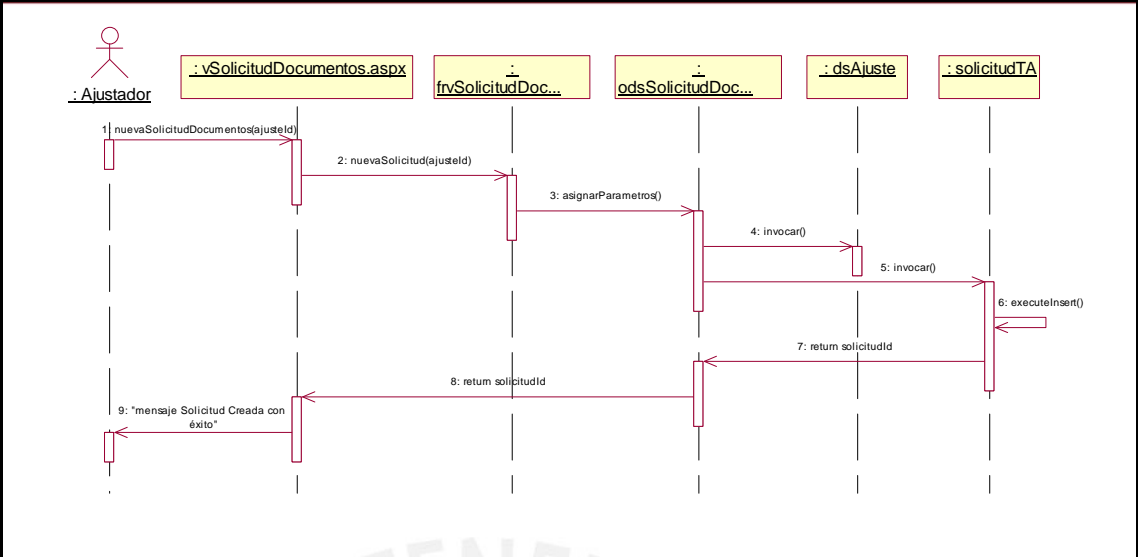 : Ajustador
: vSolicitudDocumentos.aspx
:
frvSolicitudDoc...
:
odsSolicitudDoc...
: dsAjuste
: solicitudTA
1: nuevaSolicitudDocumentos(ajusteId)
2: nuevaSolicitud(ajusteId)
3: asignarParametros()
4: invocar()
5: invocar()
6: executeInsert()
7: return solicitudId
8: return solicitudId
9: "mensaje Solicitud Creada con
éxito"